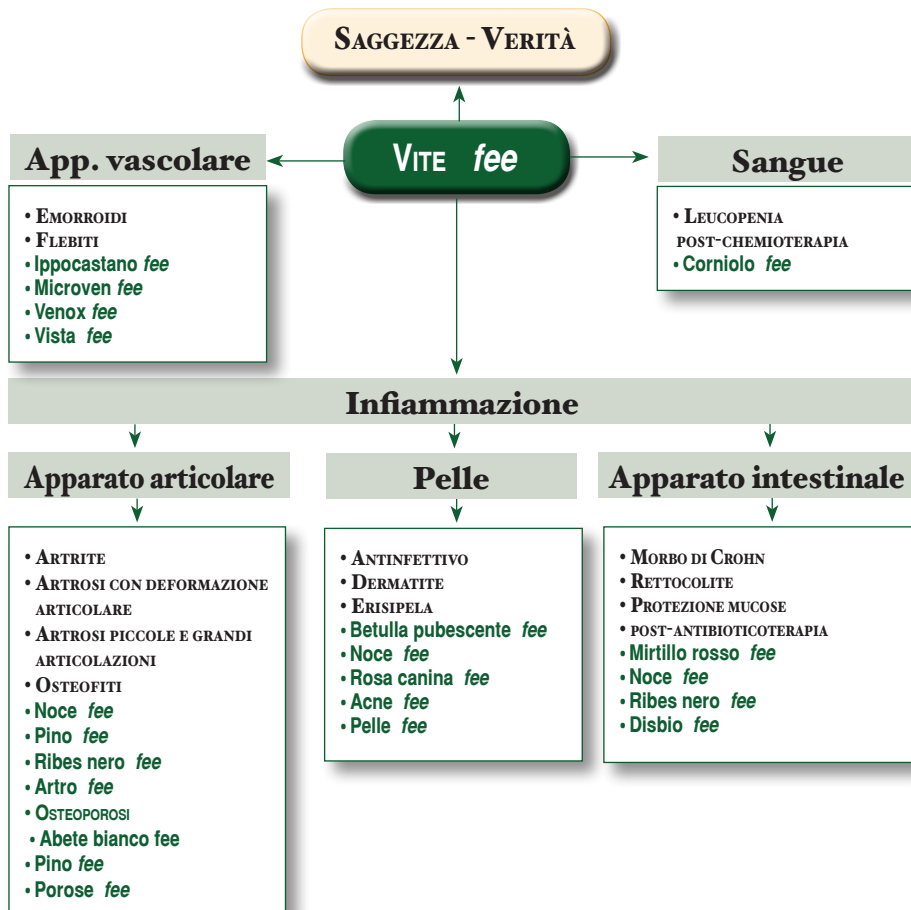 Saggezza - Verità
Vite fee
App. vascolare
• Emorroidi
• Flebiti
• Ippocastano fee
• Microven fee
• Venox fee
• Vista fee
Sangue
• Leucopenia
post-chemioterapia
• Corniolo fee
Infiammazione
Apparato articolare
• Artrite
• Artrosi con deformazione
articolare
• Artrosi piccole e grandi
articolazioni
• Osteofiti
• Noce fee
• Pino fee
• Ribes nero fee
• Artro fee
• Osteoporosi
• Abete bianco fee
• Pino fee
• Porose fee
Pelle
• Antinfettivo
• Dermatite
• Erisipela
• Betulla pubescente fee
• Noce fee
• Rosa canina fee
• Acne fee
• Pelle fee
Apparato intestinale
• Morbo di Crohn
• Rettocolite
• Protezione mucose
• post-antibioticoterapia
• Mirtillo rosso fee
• Noce fee
• Ribes nero fee
• Disbio fee